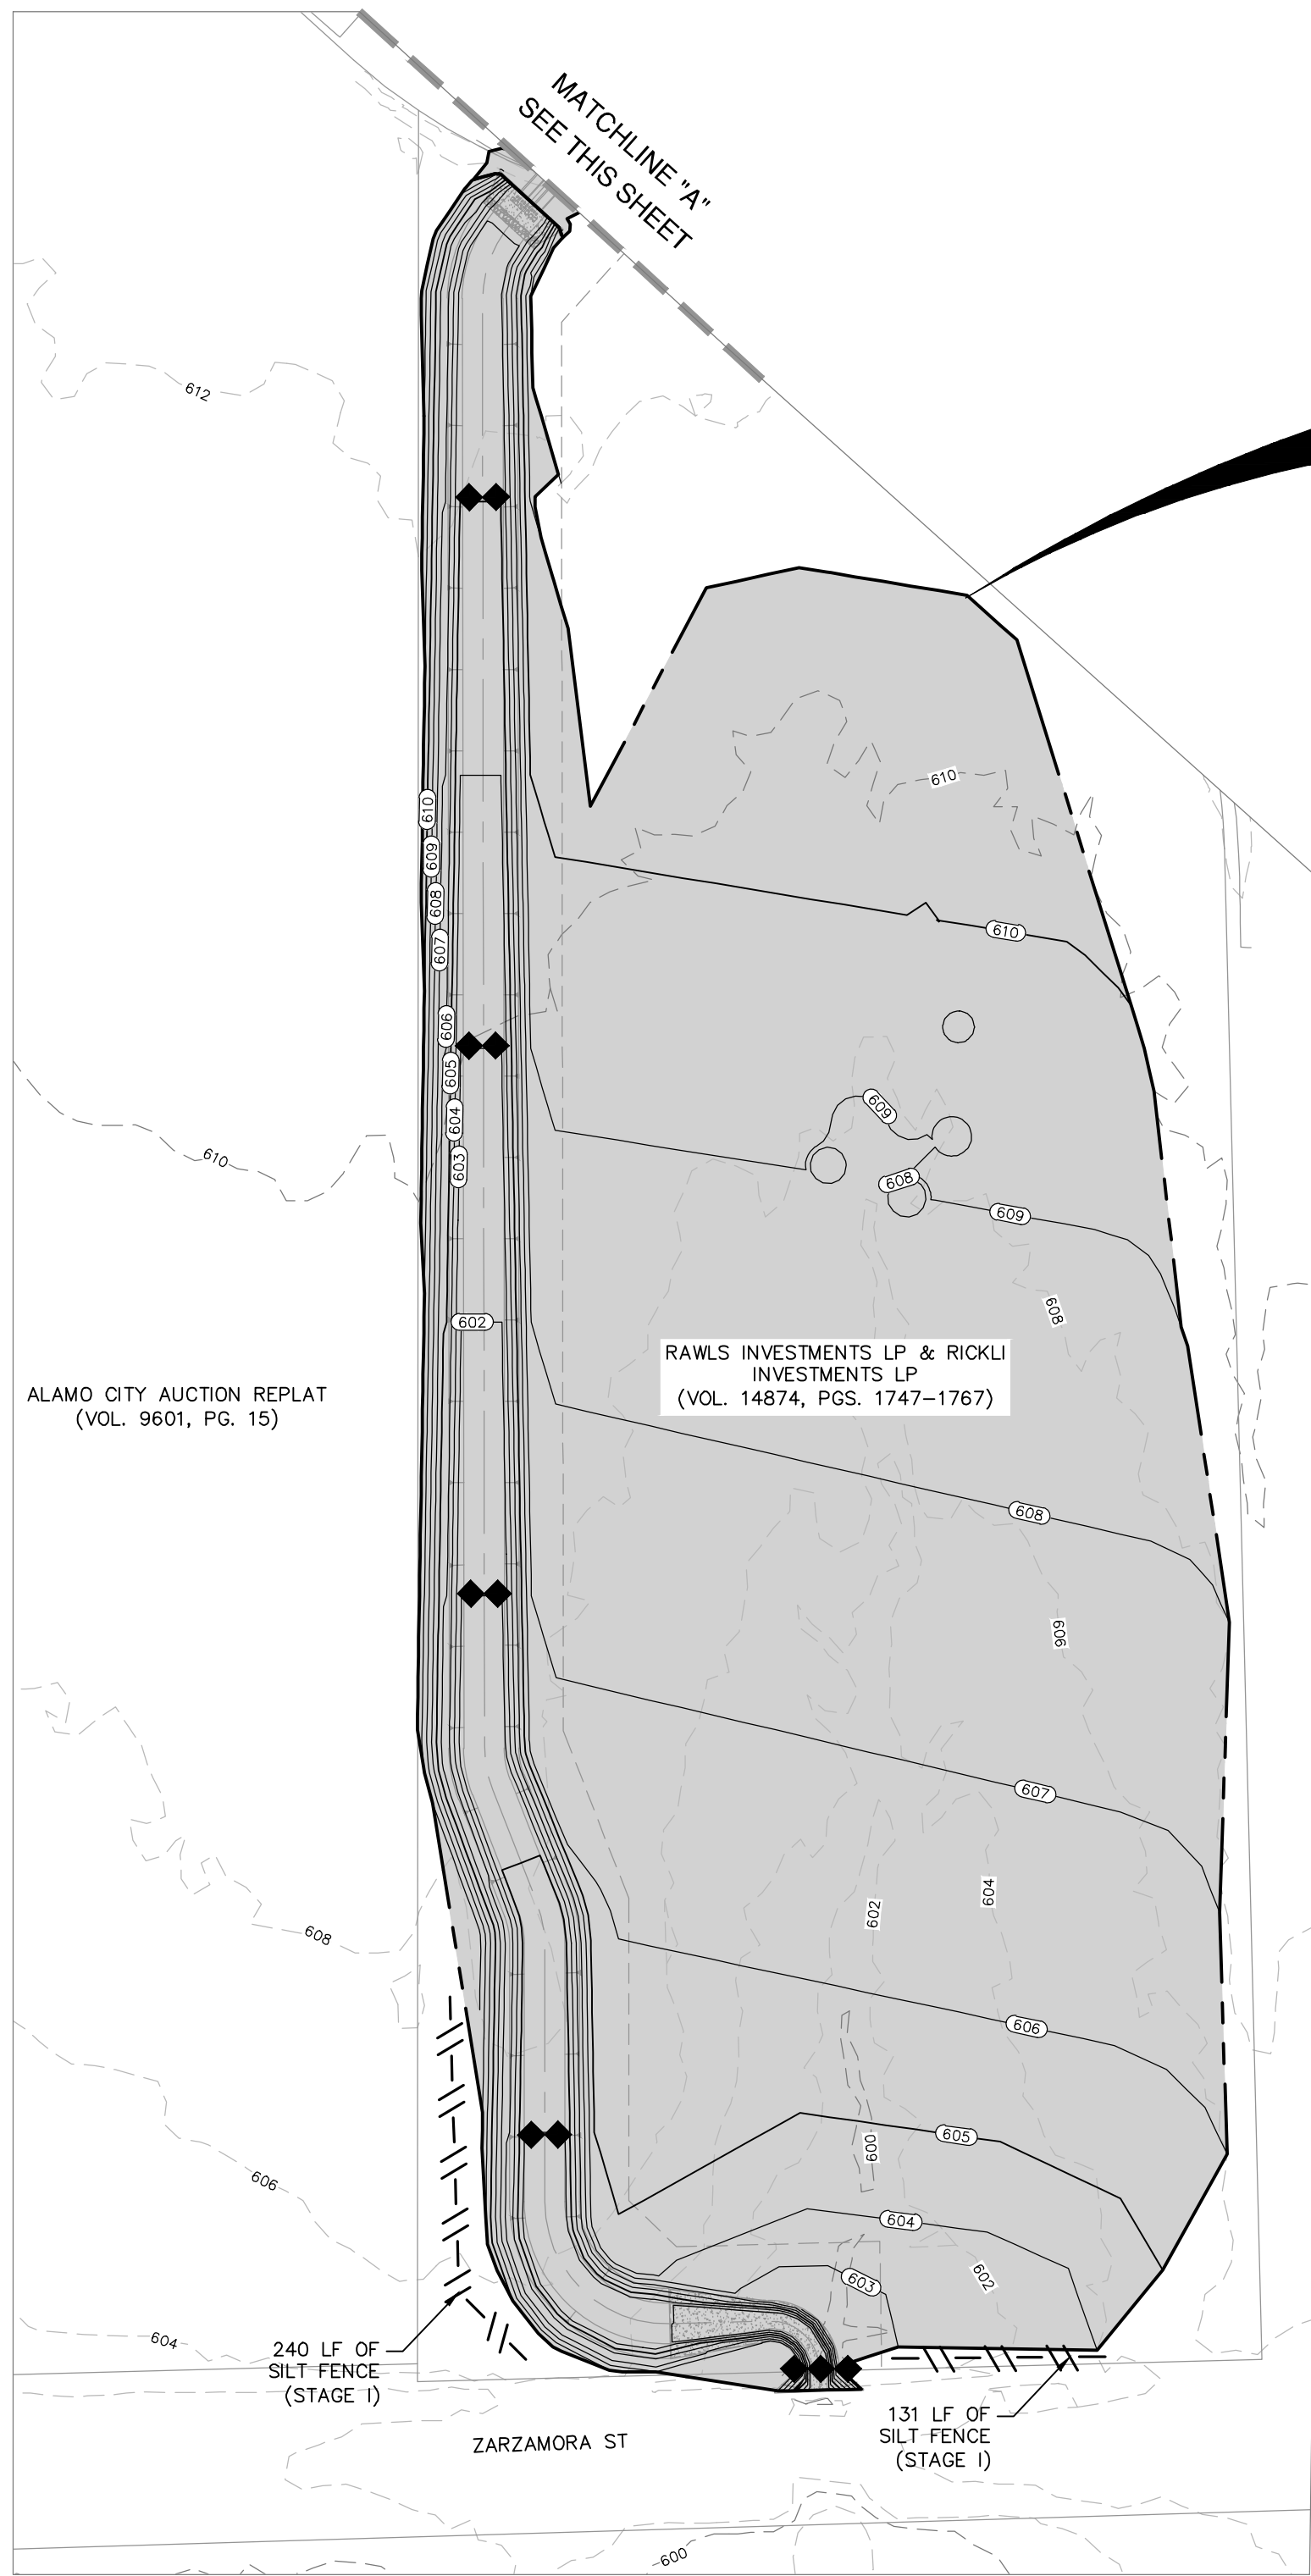 MATCHLINE "A"
SEE THIS SHEET
612
610
610
609
608
607
606
605
604
603
610
609
608
609
610
608
602
RAWLS INVESTMENTS LP & RICKLI
INVESTMENTS LP
(VOL. 14874, PGS. 1747-1767)
ALAMO CITY AUCTION REPLAT
(VOL. 9601, PG. 15)
608
606
607
604
602
608
606
605
600
606
604
602
603
604
240 LF OF
SILT FENCE
(STAGE I)
131 LF OF
SILT FENCE
(STAGE I)
ZARZAMORA ST
600